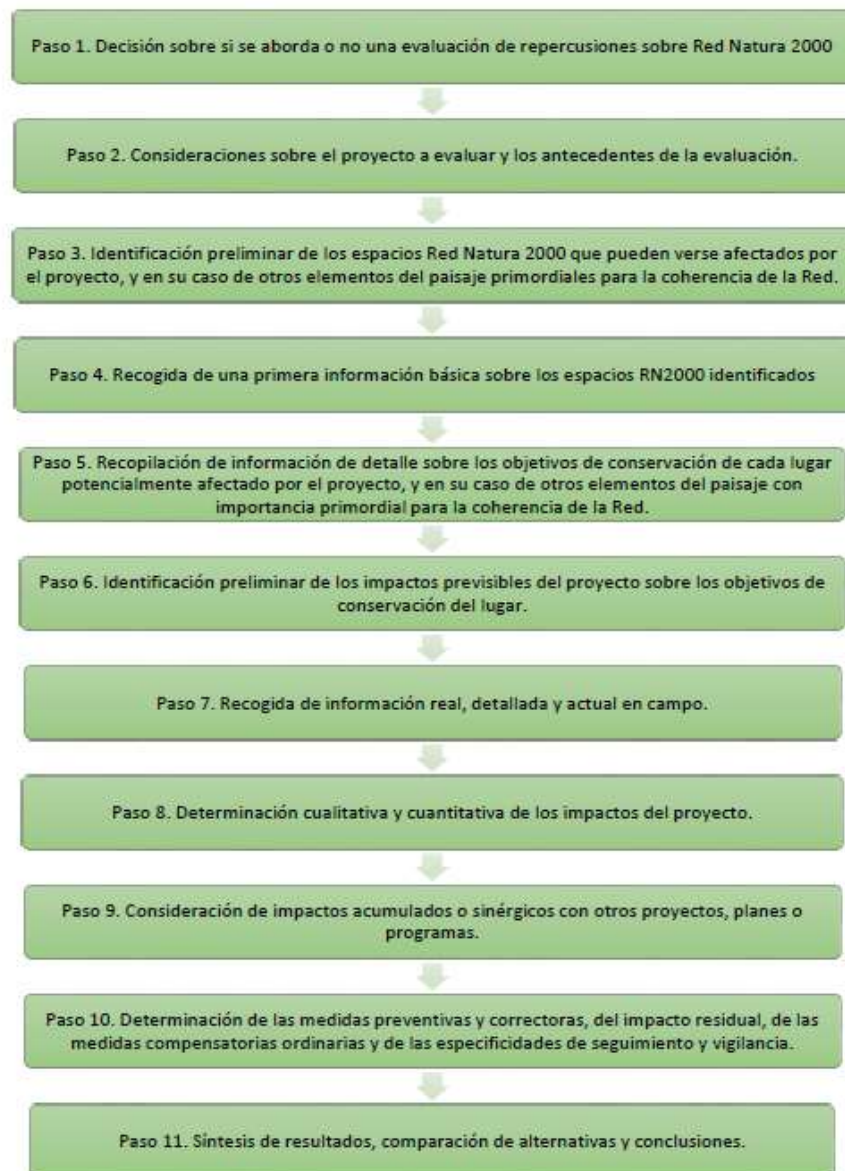 Paso 1. Decisión sobre si se aborda o no una evaluación de repercusiones sobre Red Natura 2000
Paso 2. Consideraciones sobre el proyecto a evaluar y los antecedentes de la evaluación.
Paso 3. Identificación preliminar de los espacios Red Natura 2000 que pueden verse afectados por
el proyecto, y en su caso de otros elementos del paisaje primordiales para la coherencia de la Red.
Paso 4. Recogida de una primera información básica sobre los espacios RN2000 identificados
Paso 5. Recopilación de información de detalle sobre los objetivos de conservación de cada lugar
potencialmente afectado por el proyecto, y en su caso de otros elementos del paisaje con
importancia primordial para la coherencia de la Red.
Paso 6. Identificación preliminar de los impactos previsibles del proyecto sobre los objetivos de
conservación del lugar.
Paso 7. Recogida de información real, detallada y actual en campo.
Paso 8. Determinación cualitativa y cuantitativa de los impactos del proyecto.
Paso 9. Consideración de impactos acumulados o sinérgicos con otros proyectos, planes o
programas.
Paso 10. Determinación de las medidas preventivas y correctoras, del impacto residual, de las
medidas compensatorias ordinarias y de las especificidades de seguimiento y vigilancia.
Paso 11. Síntesis de resultados, comparación de alternativas y conclusiones.